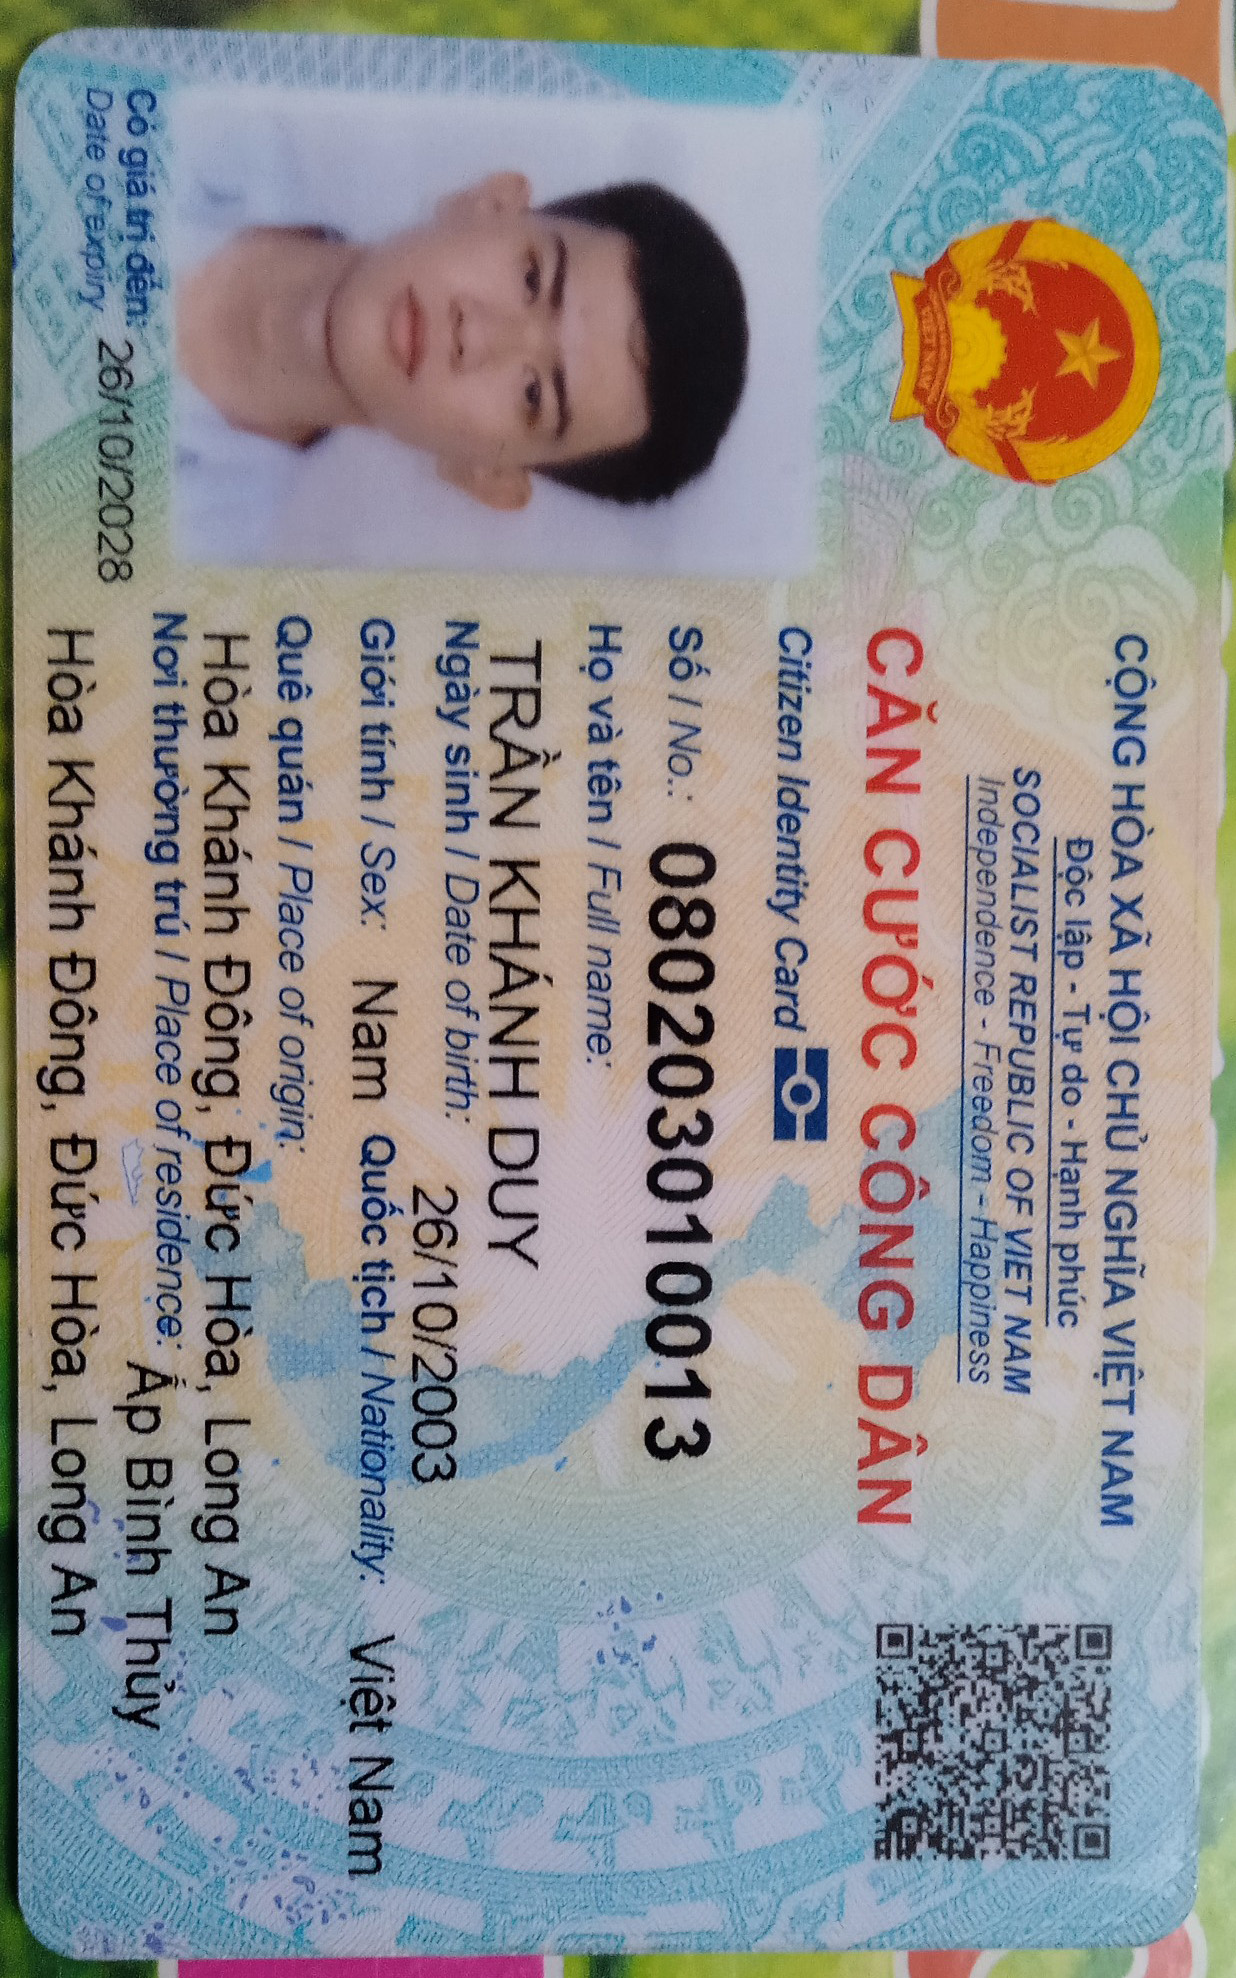 CỘNG HÒA XÃ HỘI CHỦ NGHĨA VIỆT NAM
Độc lập - Tự do - Hạnh phúc
SOCIALIST REPUBLIC OF VIET NAM
Independence - Freedom - Happiness
VIỆT NAM
CĂN CƯỚC CÔNG DÂN
Citizen Identity Card
Số / No.: 080203010013
Họ và tên / Full name:
TRẦN KHÁNH DUY
Ngày sinh / Date of birth: 26/10/2003
Giới tính / Sex: Nam Quốc tịch / Nationality: Việt Nam
Quê quán / Place of origin:
Hòa Khánh Đông, Đức Hòa, Long An
Nơi thường trú / Place of residence: Ấp Bình Thủy
Hòa Khánh Đông, Đức Hòa, Long An
Có giá trị đến: 26/10/2028
Date of expiry